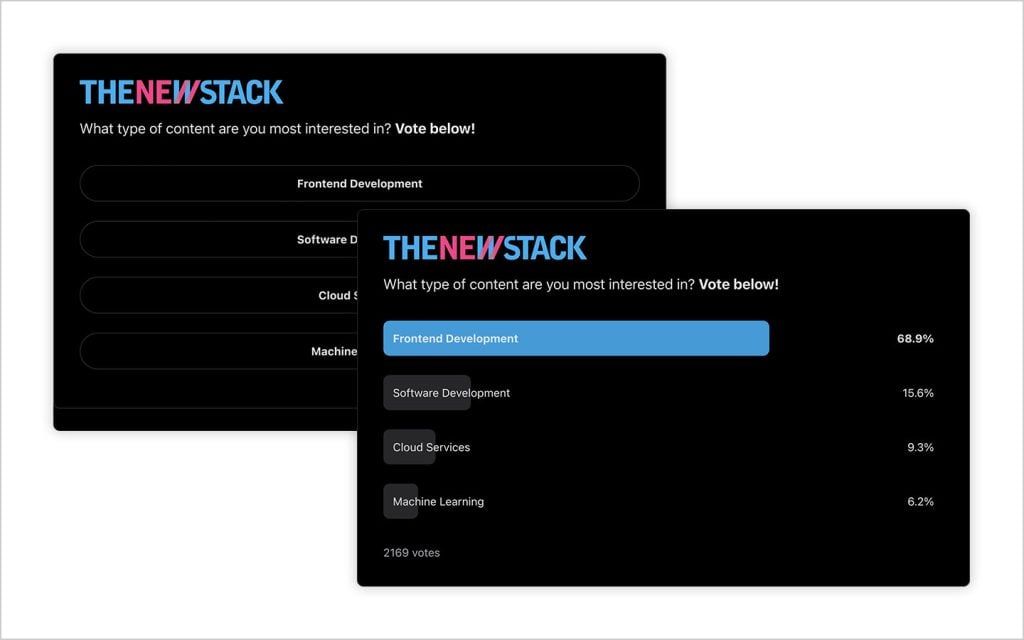 THENEWSTACK
What type of content are you most interested in? Vote below!
Frontend Development
Software D
Cloud S
Machine
THENEWSTACK
What type of content are you most interested in? Vote below!
Frontend Development 68.9%
Software Development 15.6%
Cloud Services 9.3%
Machine Learning 6.2%
2169 votes